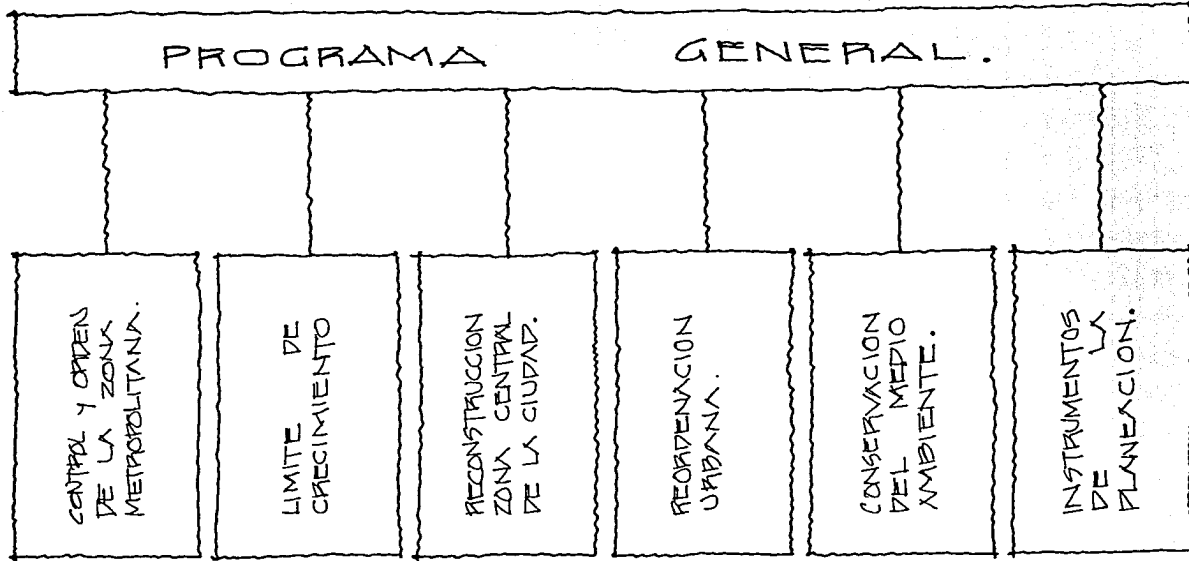 PROGRAMA GENERAL.
CONTROL Y ORDEN
DE LA ZONA
METROPOLITANA.
LIMITE DE
CRECIMIENTO
RECONSTRUCCION
ZONA CENTRAL
DE LA CIUDAD.
REORDENACION
URBANA.
CONSERVACION
DEL MEDIO
AMBIENTE.
INSTRUMENTOS
DE LA
PLANEACION.